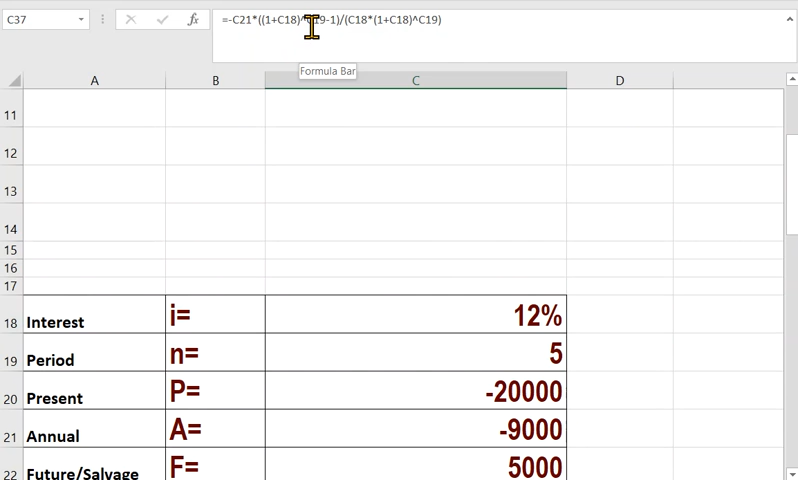 C37
fx
=-C21*((1+C18)^C19-1)/(C18*(1+C18)^C19)
Formula Bar
A B C D
11
12
13
14
15
16
17
18 Interest i= 12%
19 Period n= 5
20 Present P= -20000
21 Annual A= -9000
22 Future/Salvage F= 5000